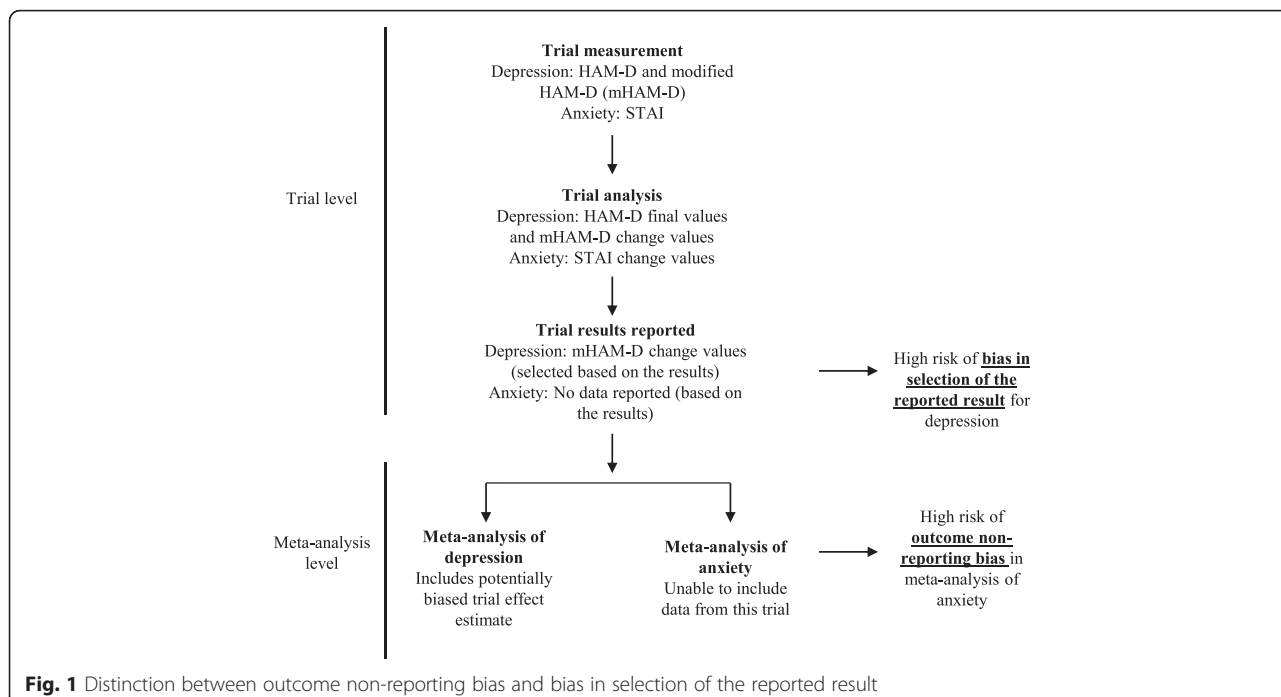 Trial measurement
Depression: HAM-D and modified
HAM-D (mHAM-D)
Anxiety: STAI
Trial level
Trial analysis
Depression: HAM-D final values
and mHAM-D change values
Anxiety: STAI change values
Trial results reported
Depression: mHAM-D change values
(selected based on the results)
Anxiety: No data reported (based on
the results)
High risk of bias in
selection of the
reported result for
depression
Meta-analysis
level
Meta-analysis of
depression
Includes potentially
biased trial effect
estimate
Meta-analysis of
anxiety
Unable to include
data from this trial
High risk of
outcome non-
reporting bias in
meta-analysis of
anxiety
Fig. 1 Distinction between outcome non-reporting bias and bias in selection of the reported result